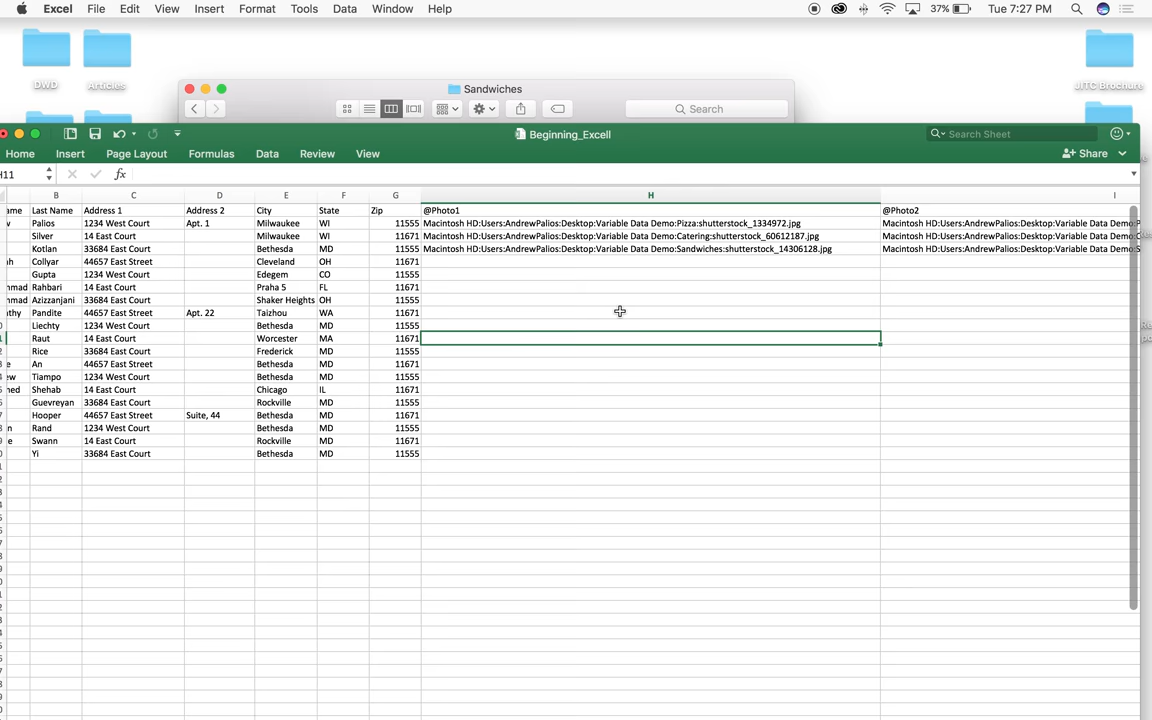 Excel File Edit View Insert Format Tools Data Window Help 37% Tue 7:27 PM
DWD Articles JJTC Brochure
Sandwiches
Search
Beginning_Excell Search Sheet
Home Insert Page Layout Formulas Data Review View Share
H11 fx
B C D E F G H I
ame Last Name Address 1 Address 2 City State Zip @Photo1 @Photo2
w Palios 1234 West Court Apt. 1 Milwaukee WI 11555 Macintosh HD:Users:AndrewPalios:Desktop:Variable Data Demo:Pizza:shutterstock_1334972.jpg Macintosh HD:Users:AndrewPalios:Desktop:Variable Data Demo:P
Silver 14 East Court Milwaukee WI 11671 Macintosh HD:Users:AndrewPalios:Desktop:Variable Data Demo:Catering:shutterstock_60612187.jpg Macintosh HD:Users:AndrewPalios:Desktop:Variable Data Demo:C
Kotlan 33684 East Court Bethesda MD 11555 Macintosh HD:Users:AndrewPalios:Desktop:Variable Data Demo:Sandwiches:shutterstock_14306128.jpg Macintosh HD:Users:AndrewPalios:Desktop:Variable Data Demo:S
ah Collyar 44657 East Street Cleveland OH 11671
Gupta 1234 West Court Edegem CO 11555
mmad Rahbari 14 East Court Praha 5 FL 11671
mmad Azizzanjani 33684 East Court Shaker Heights OH 11555
thy Pandite 44657 East Street Apt. 22 Taizhou WA 11671
Liechty 1234 West Court Bethesda MD 11555
Raut 14 East Court Worcester MA 11671
Rice 33684 East Court Frederick MD 11555
e An 44657 East Street Bethesda MD 11671
ew Tiampo 1234 West Court Bethesda MD 11555
ned Shehab 14 East Court Chicago IL 11671
Guevreyan 33684 East Court Rockville MD 11555
Hooper 44657 East Street Suite, 44 Bethesda MD 11671
n Rand 1234 West Court Bethesda MD 11555
e Swann 14 East Court Rockville MD 11671
Yi 33684 East Court Bethesda MD 11555